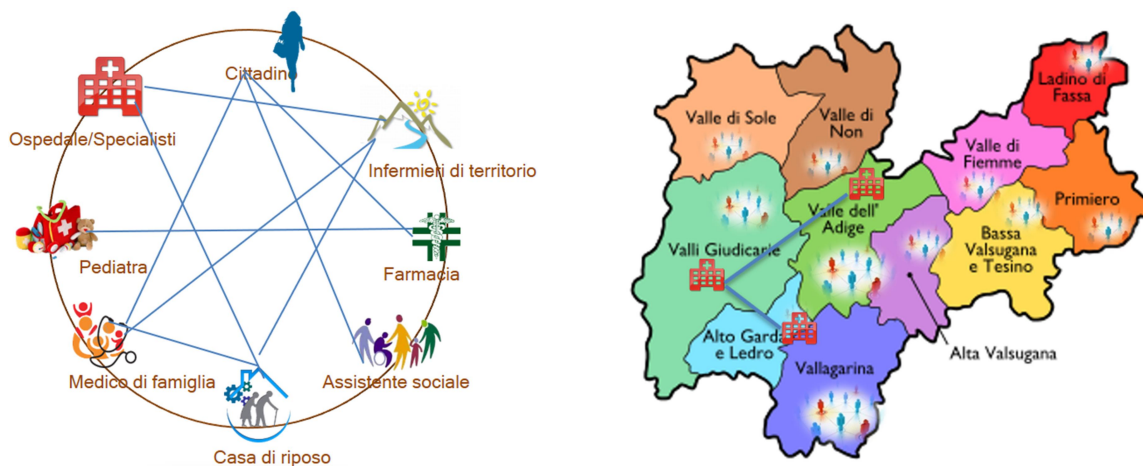 Cittadino
Ospedale/Specialisti
Infermieri di territorio
Pediatra
Farmacia
Medico di famiglia
Assistente sociale
Casa di riposo
Ladino di
Fassa
Valle di Sole
Valle di
Non
Valle di
Fiemme
Primiero
Valle dell'
Adige
Bassa
Valsugana
e Tesino
Valli Giudicarie
Alto Garda
e Ledro
Alta Valsugana
Vallagarina